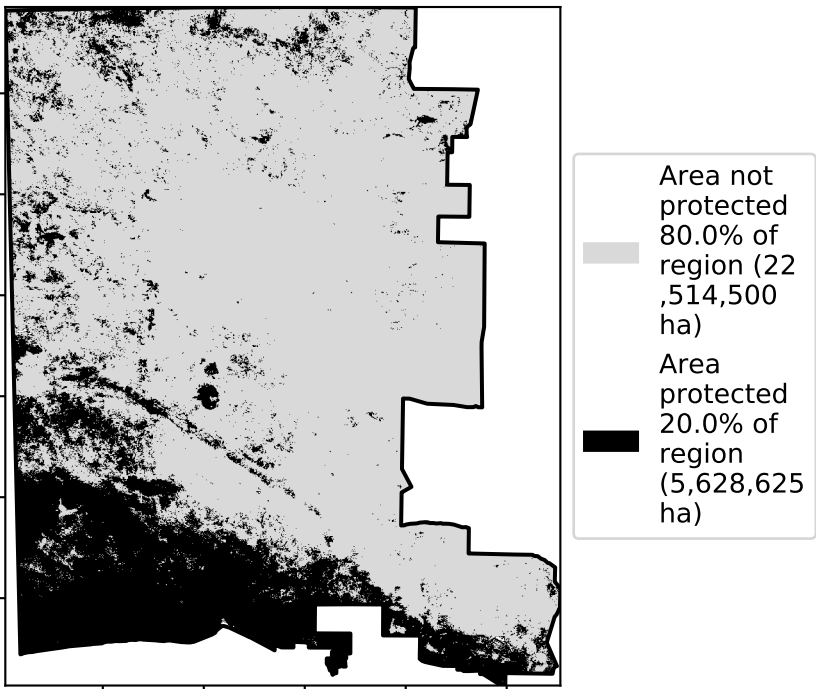 Area not
protected
80.0% of
region (22
,514,500
ha)
Area
protected
20.0% of
region
(5,628,625
ha)